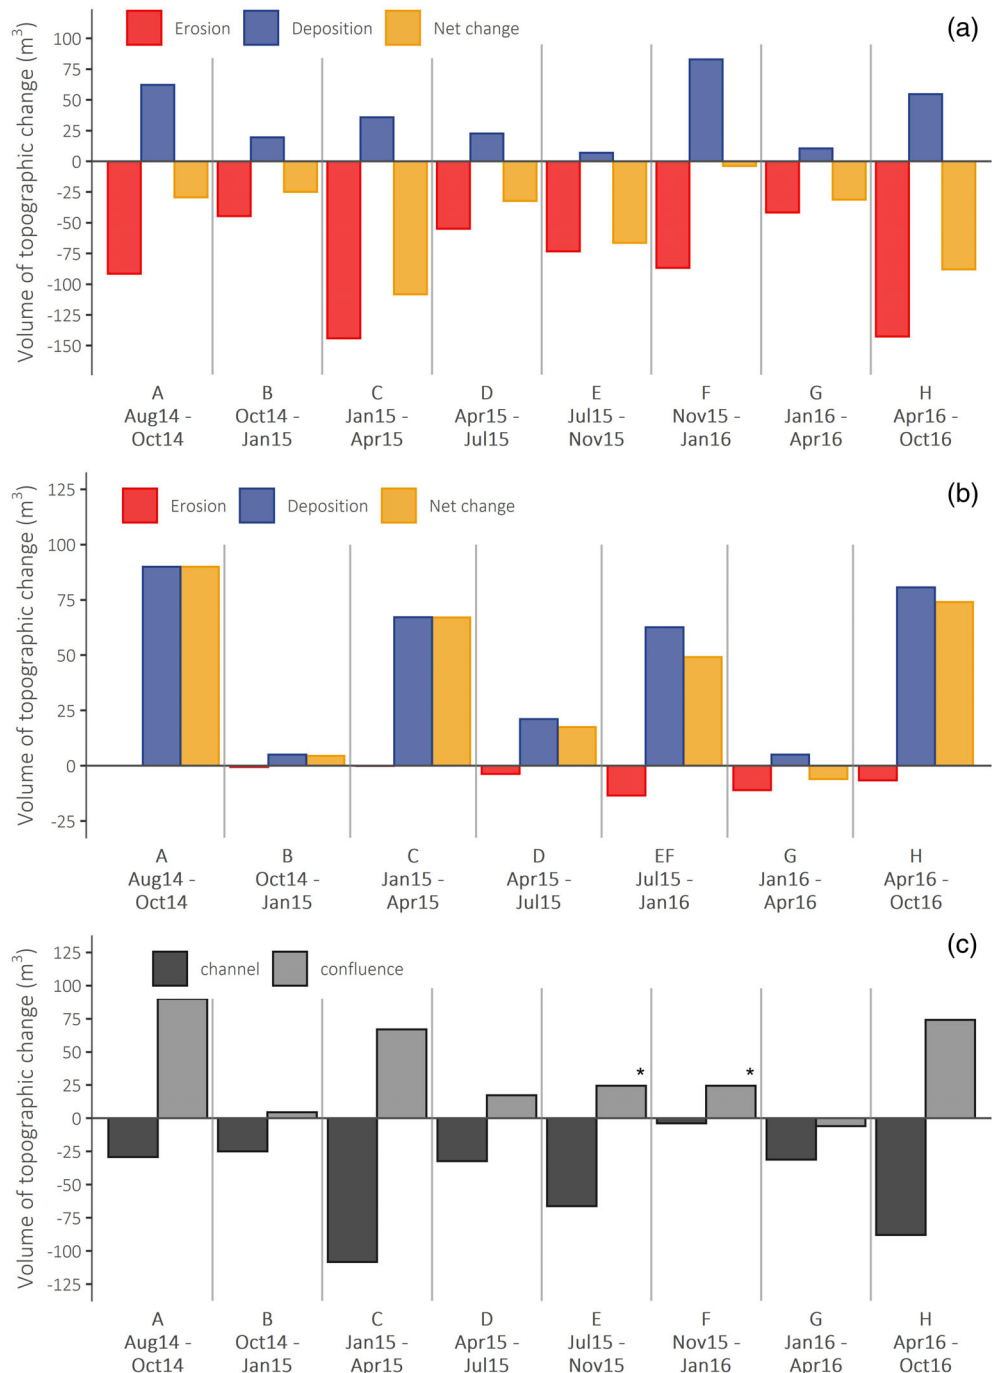 (a)
Erosion Deposition Net change
Volume of topographic change (m³)
100
75
50
25
0
-25
-50
-75
-100
-125
-150
A B C D E F G H
Aug14 - Oct14 - Jan15 - Apr15 - Jul15 - Nov15 - Jan16 - Apr16 -
Oct14 Jan15 Apr15 Jul15 Nov15 Jan16 Apr16 Oct16
(b)
Erosion Deposition Net change
Volume of topographic change (m³)
125
100
75
50
25
0
-25
A B C D EF G H
Aug14 - Oct14 - Jan15 - Apr15 - Jul15 - Jan16 - Apr16 -
Oct14 Jan15 Apr15 Jul15 Jan16 Apr16 Oct16
(c)
channel confluence
Volume of topographic change (m³)
125
100
75
50
25
0
-25
-50
-75
-100
-125
* *
A B C D E F G H
Aug14 - Oct14 - Jan15 - Apr15 - Jul15 - Nov15 - Jan16 - Apr16 -
Oct14 Jan15 Apr15 Jul15 Nov15 Jan16 Apr16 Oct16